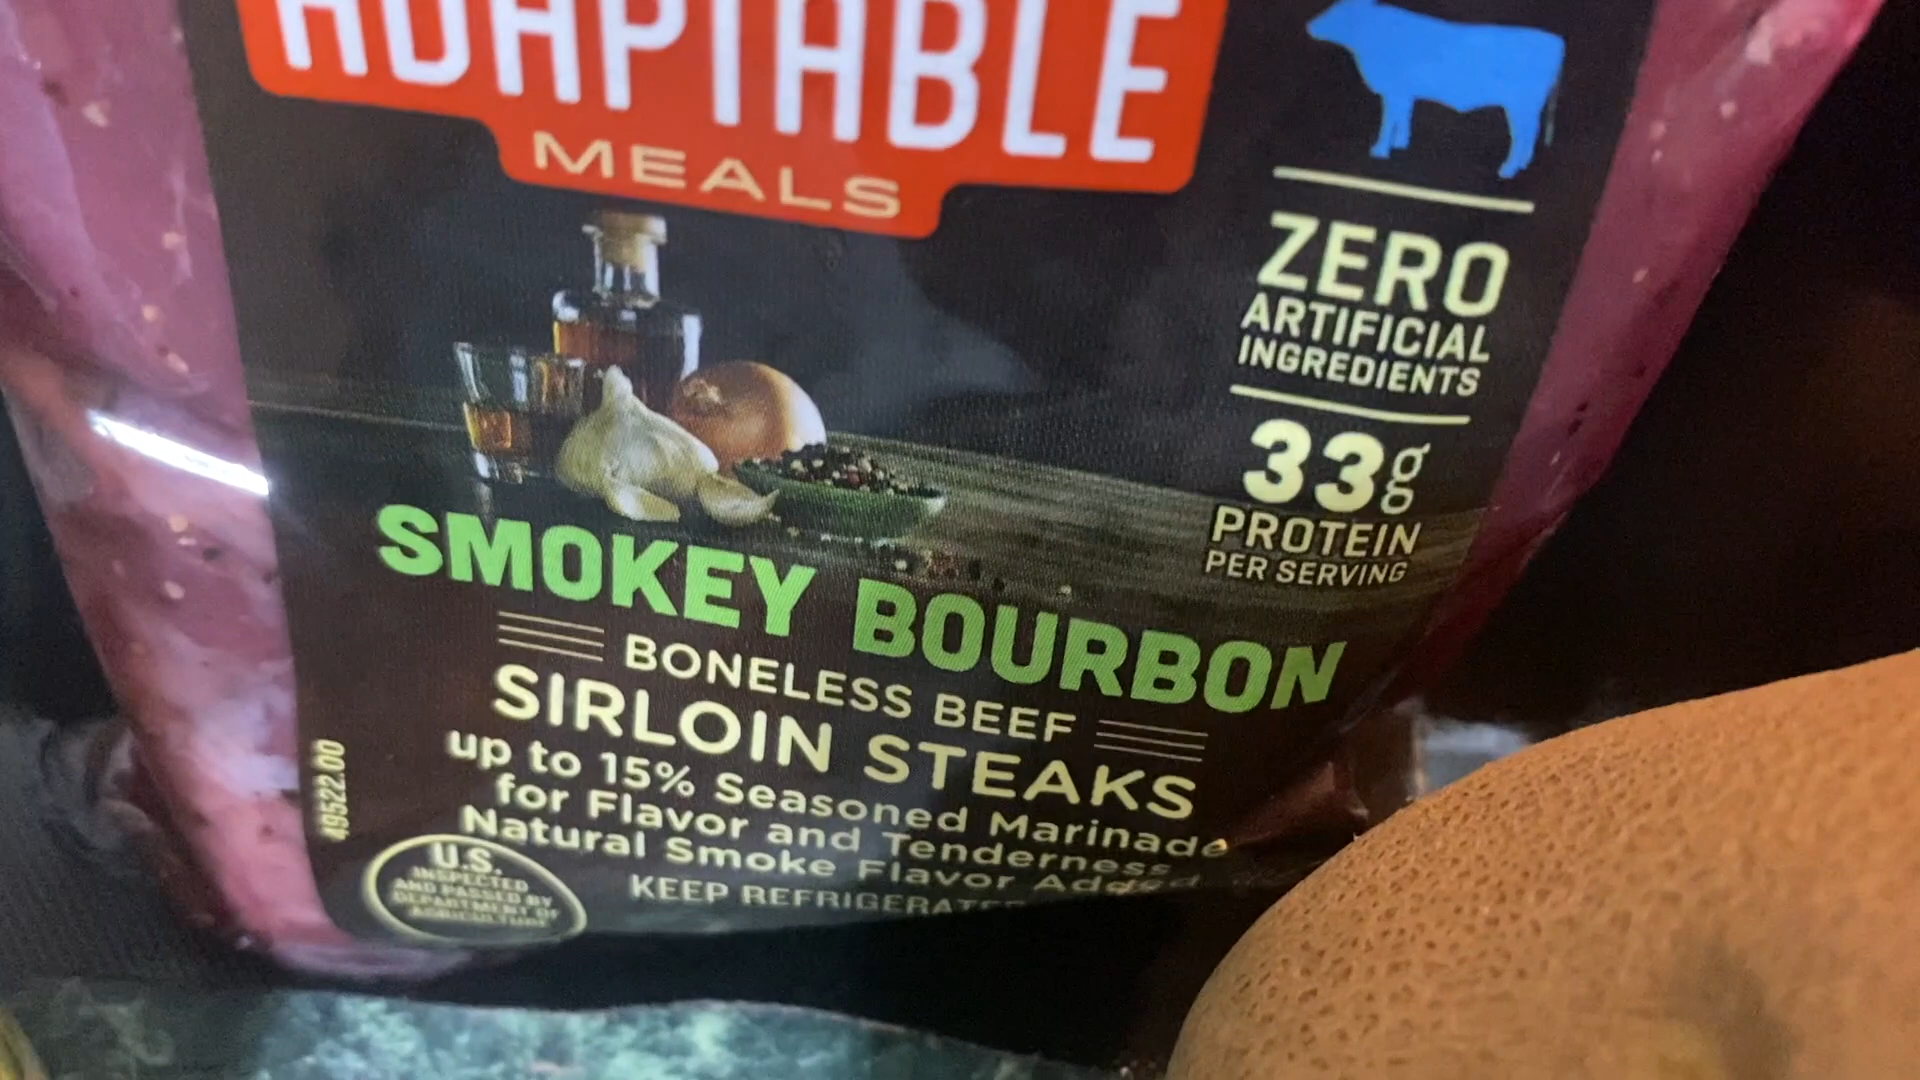 ADAPTABLE
MEALS
ZERO
ARTIFICIAL
INGREDIENTS
33g
PROTEIN
PER SERVING
SMOKEY BOURBON
BONELESS BEEF
SIRLOIN STEAKS
up to 15% Seasoned Marinade
for Flavor and Tenderness
Natural Smoke Flavor Added
KEEP REFRIGERATED
49522.00
U.S.
INSPECTED
AND PASSED BY
DEPARTMENT OF
AGRICULTURE